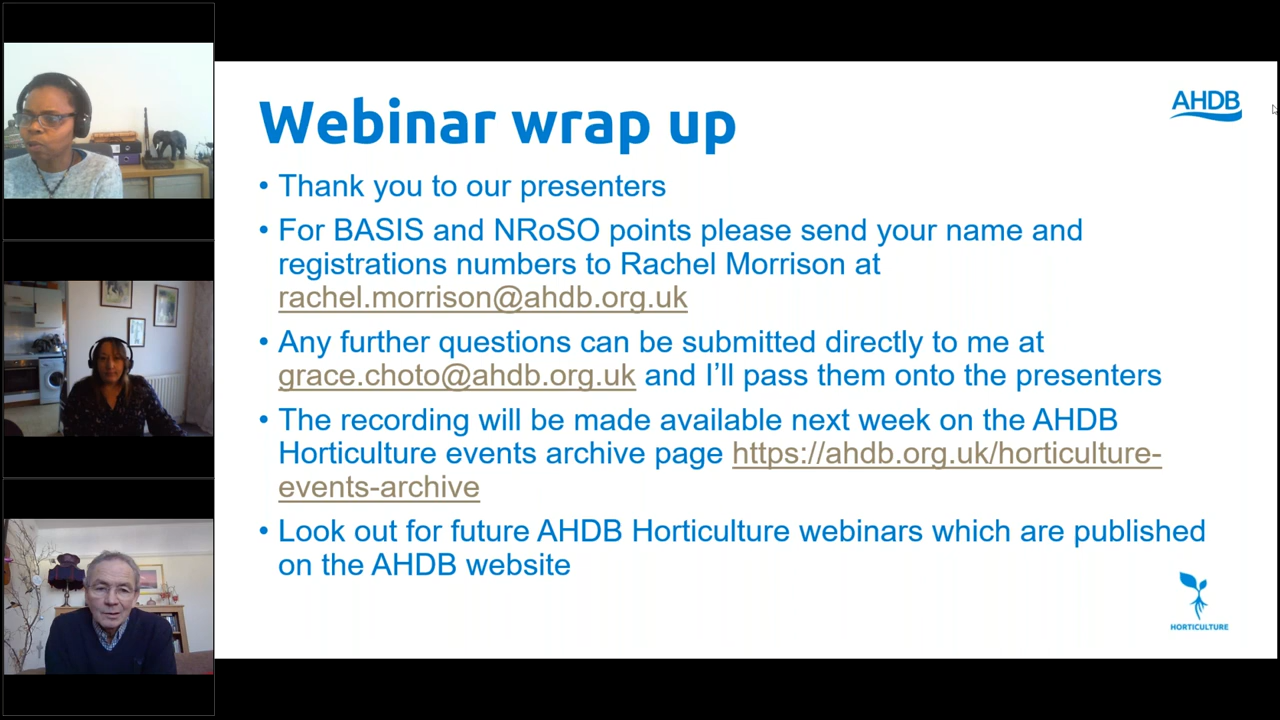 AHDB
Webinar wrap up
• Thank you to our presenters
• For BASIS and NRoSO points please send your name and
registrations numbers to Rachel Morrison at
rachel.morrison@ahdb.org.uk
• Any further questions can be submitted directly to me at
grace.choto@ahdb.org.uk and I'll pass them onto the presenters
• The recording will be made available next week on the AHDB
Horticulture events archive page https://ahdb.org.uk/horticulture-
events-archive
• Look out for future AHDB Horticulture webinars which are published
on the AHDB website
HORTICULTURE